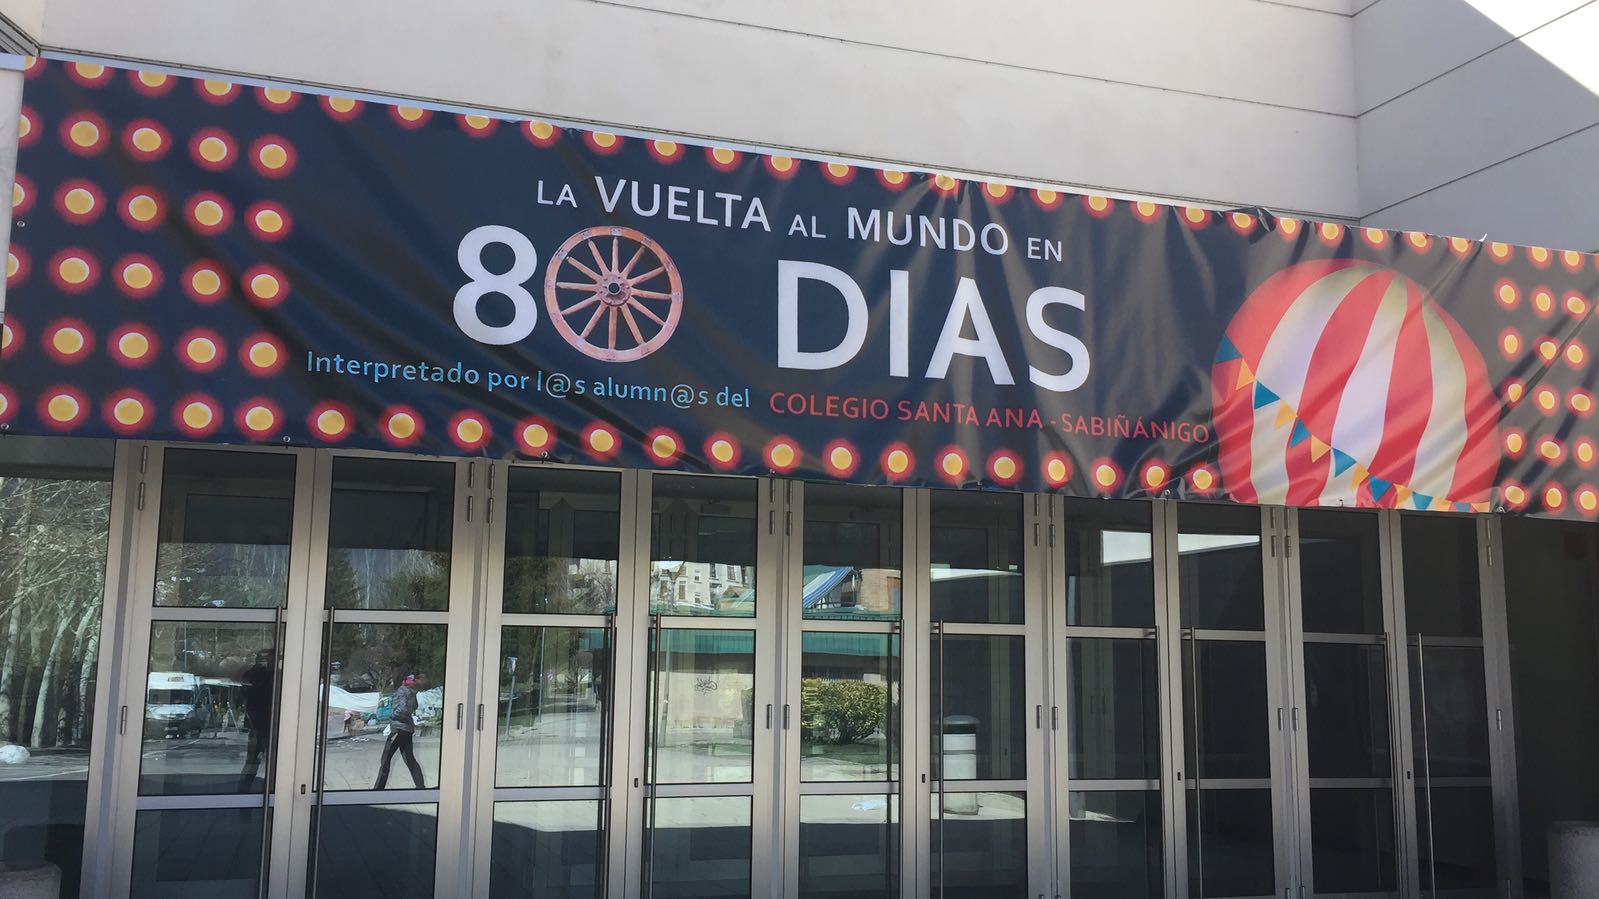 LA VUELTA AL MUNDO EN
80 DIAS
Interpretado por l@s alumn@s del COLEGIO SANTA ANA - SABIÑÁNIGO